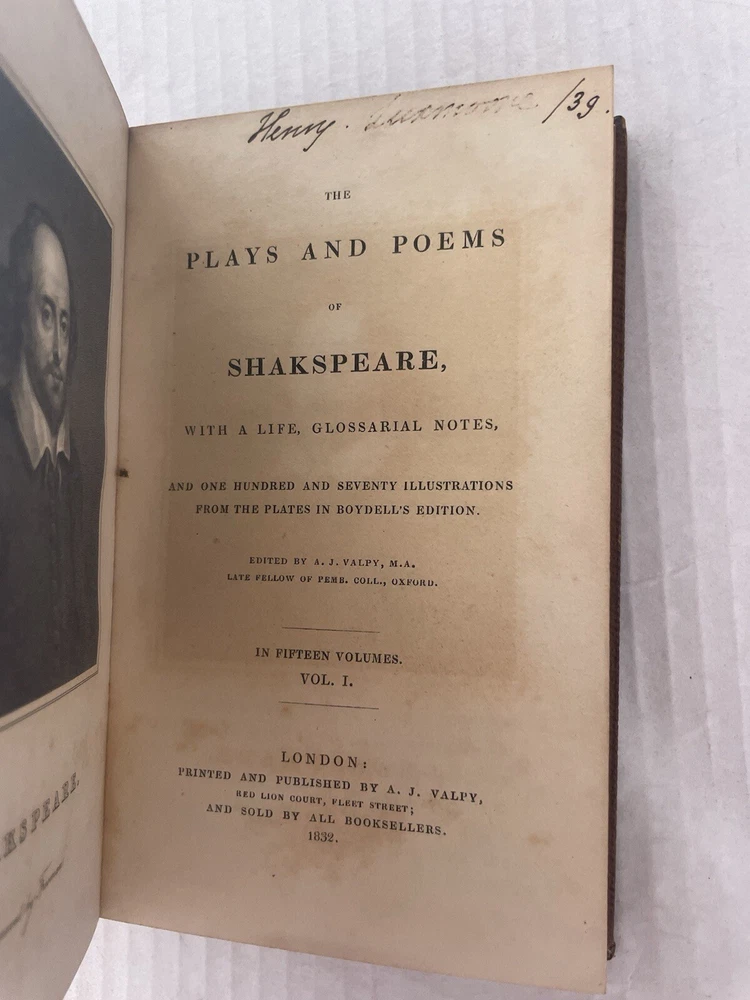 Henry. Luxmoore /39.
THE
PLAYS AND POEMS
OF
SHAKSPEARE,
WITH A LIFE, GLOSSARIAL NOTES,
AND ONE HUNDRED AND SEVENTY ILLUSTRATIONS
FROM THE PLATES IN BOYDELL'S EDITION.
EDITED BY A. J. VALPY, M.A.
LATE FELLOW OF PEMB. COLL., OXFORD.
IN FIFTEEN VOLUMES.
VOL. I.
LONDON:
PRINTED AND PUBLISHED BY A. J. VALPY,
RED LION COURT, FLEET STREET;
AND SOLD BY ALL BOOKSELLERS.
1832.